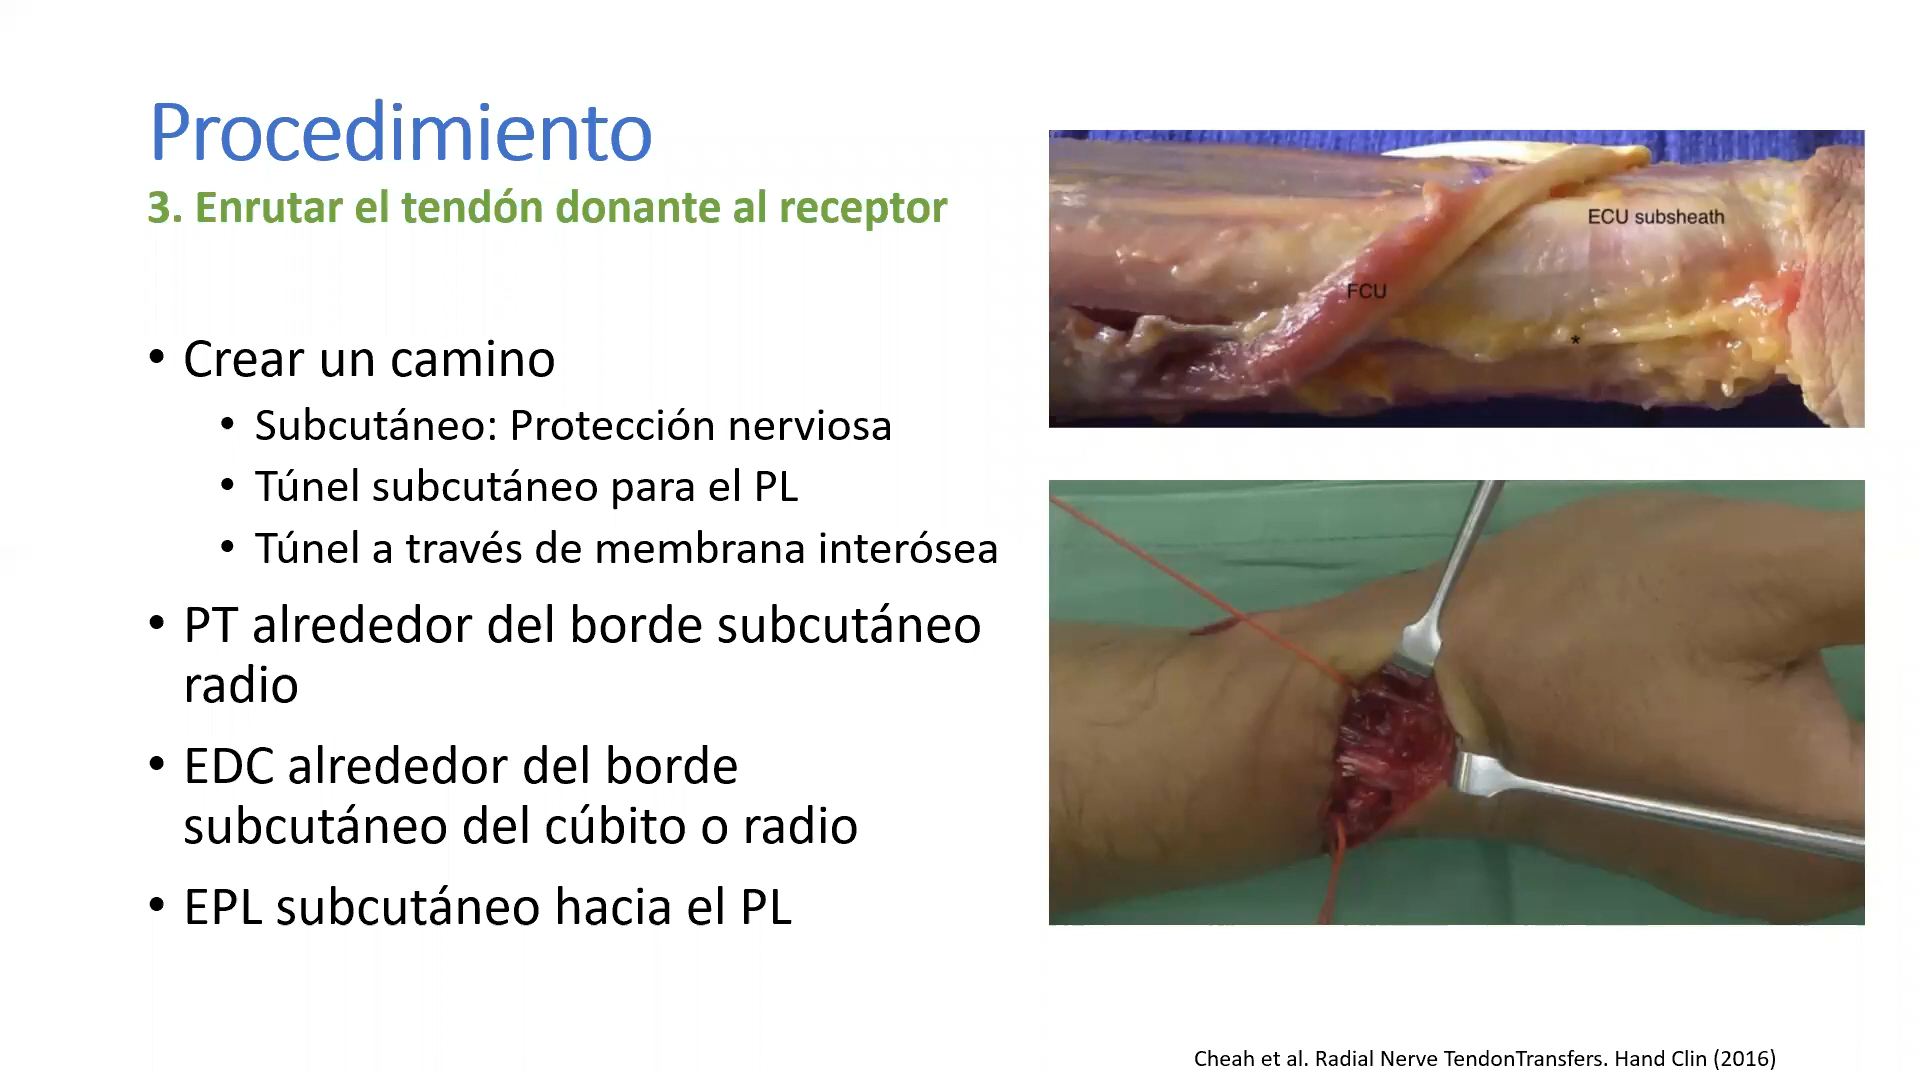 Procedimiento
3. Enrutar el tendón donante al receptor
• Crear un camino
• Subcutáneo: Protección nerviosa
• Túnel subcutáneo para el PL
• Túnel a través de membrana interósea
• PT alrededor del borde subcutáneo
radio
• EDC alrededor del borde
subcutáneo del cúbito o radio
• EPL subcutáneo hacia el PL
ECU subsheath
FCU
*
Cheah et al. Radial Nerve TendonTransfers. Hand Clin (2016)